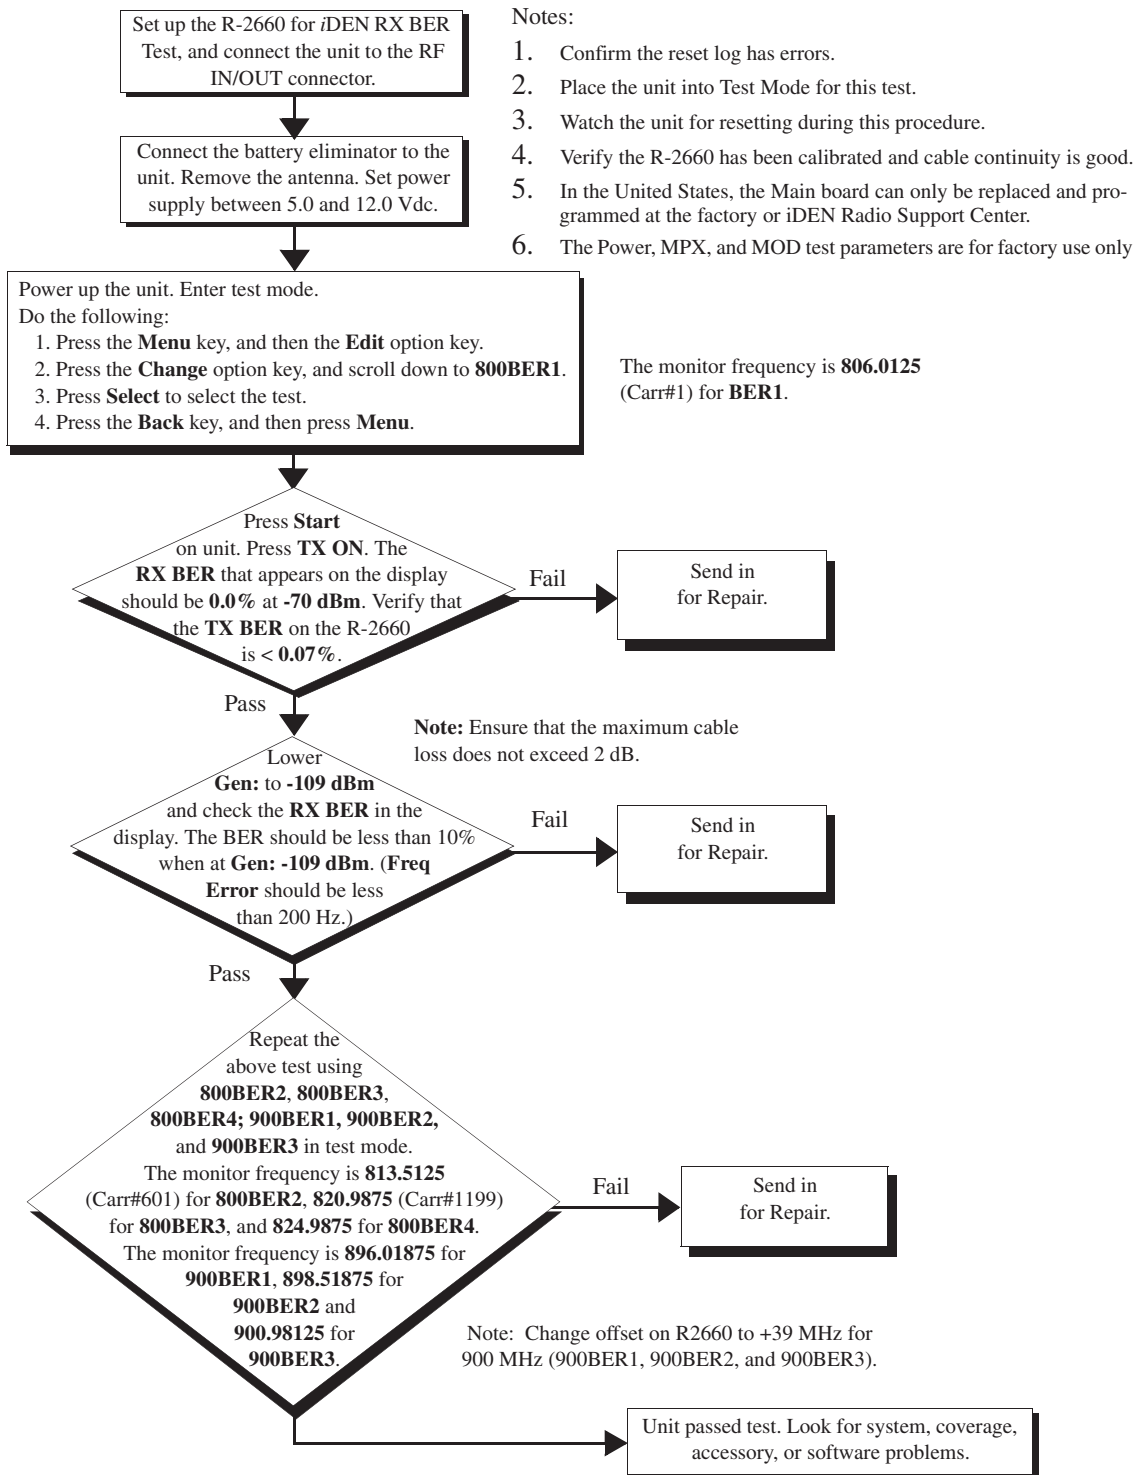 Set up the R-2660 for iDEN RX BER
Test, and connect the unit to the RF
IN/OUT connector.
Connect the battery eliminator to the
unit. Remove the antenna. Set power
supply between 5.0 and 12.0 Vdc.
Notes:
1. Confirm the reset log has errors.
2. Place the unit into Test Mode for this test.
3. Watch the unit for resetting during this procedure.
4. Verify the R-2660 has been calibrated and cable continuity is good.
5. In the United States, the Main board can only be replaced and pro-
grammed at the factory or iDEN Radio Support Center.
6. The Power, MPX, and MOD test parameters are for factory use only
Power up the unit. Enter test mode.
Do the following:
1. Press the Menu key, and then the Edit option key.
2. Press the Change option key, and scroll down to 800BER1.
3. Press Select to select the test.
4. Press the Back key, and then press Menu.
The monitor frequency is 806.0125
(Carr#1) for BER1.
Press Start
on unit. Press TX ON. The
RX BER that appears on the display
should be 0.0% at -70 dBm. Verify that
the TX BER on the R-2660
is < 0.07%.
Fail
Send in
for Repair.
Pass
Note: Ensure that the maximum cable
loss does not exceed 2 dB.
Lower
Gen: to -109 dBm
and check the RX BER in the
display. The BER should be less than 10%
when at Gen: -109 dBm. (Freq
Error should be less
than 200 Hz.)
Fail
Send in
for Repair.
Pass
Repeat the
above test using
800BER2, 800BER3,
800BER4; 900BER1, 900BER2,
and 900BER3 in test mode.
The monitor frequency is 813.5125
(Carr#601) for 800BER2, 820.9875 (Carr#1199)
for 800BER3, and 824.9875 for 800BER4.
The monitor frequency is 896.01875 for
900BER1, 898.51875 for
900BER2 and
900.98125 for
900BER3.
Fail
Send in
for Repair.
Note: Change offset on R2660 to +39 MHz for
900 MHz (900BER1, 900BER2, and 900BER3).
Unit passed test. Look for system, coverage,
accessory, or software problems.